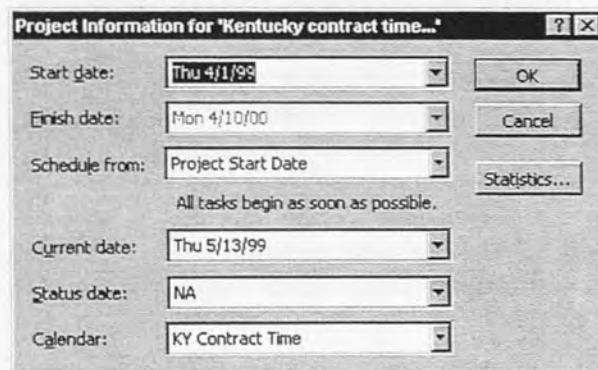 Project Information for 'Kentucky contract time...' ? ×
Start date: Thu 4/1/99 OK
Finish date: Mon 4/10/00 Cancel
Schedule from: Project Start Date Statistics...
All tasks begin as soon as possible.
Current date: Thu 5/13/99
Status date: NA
Calendar: KY Contract Time